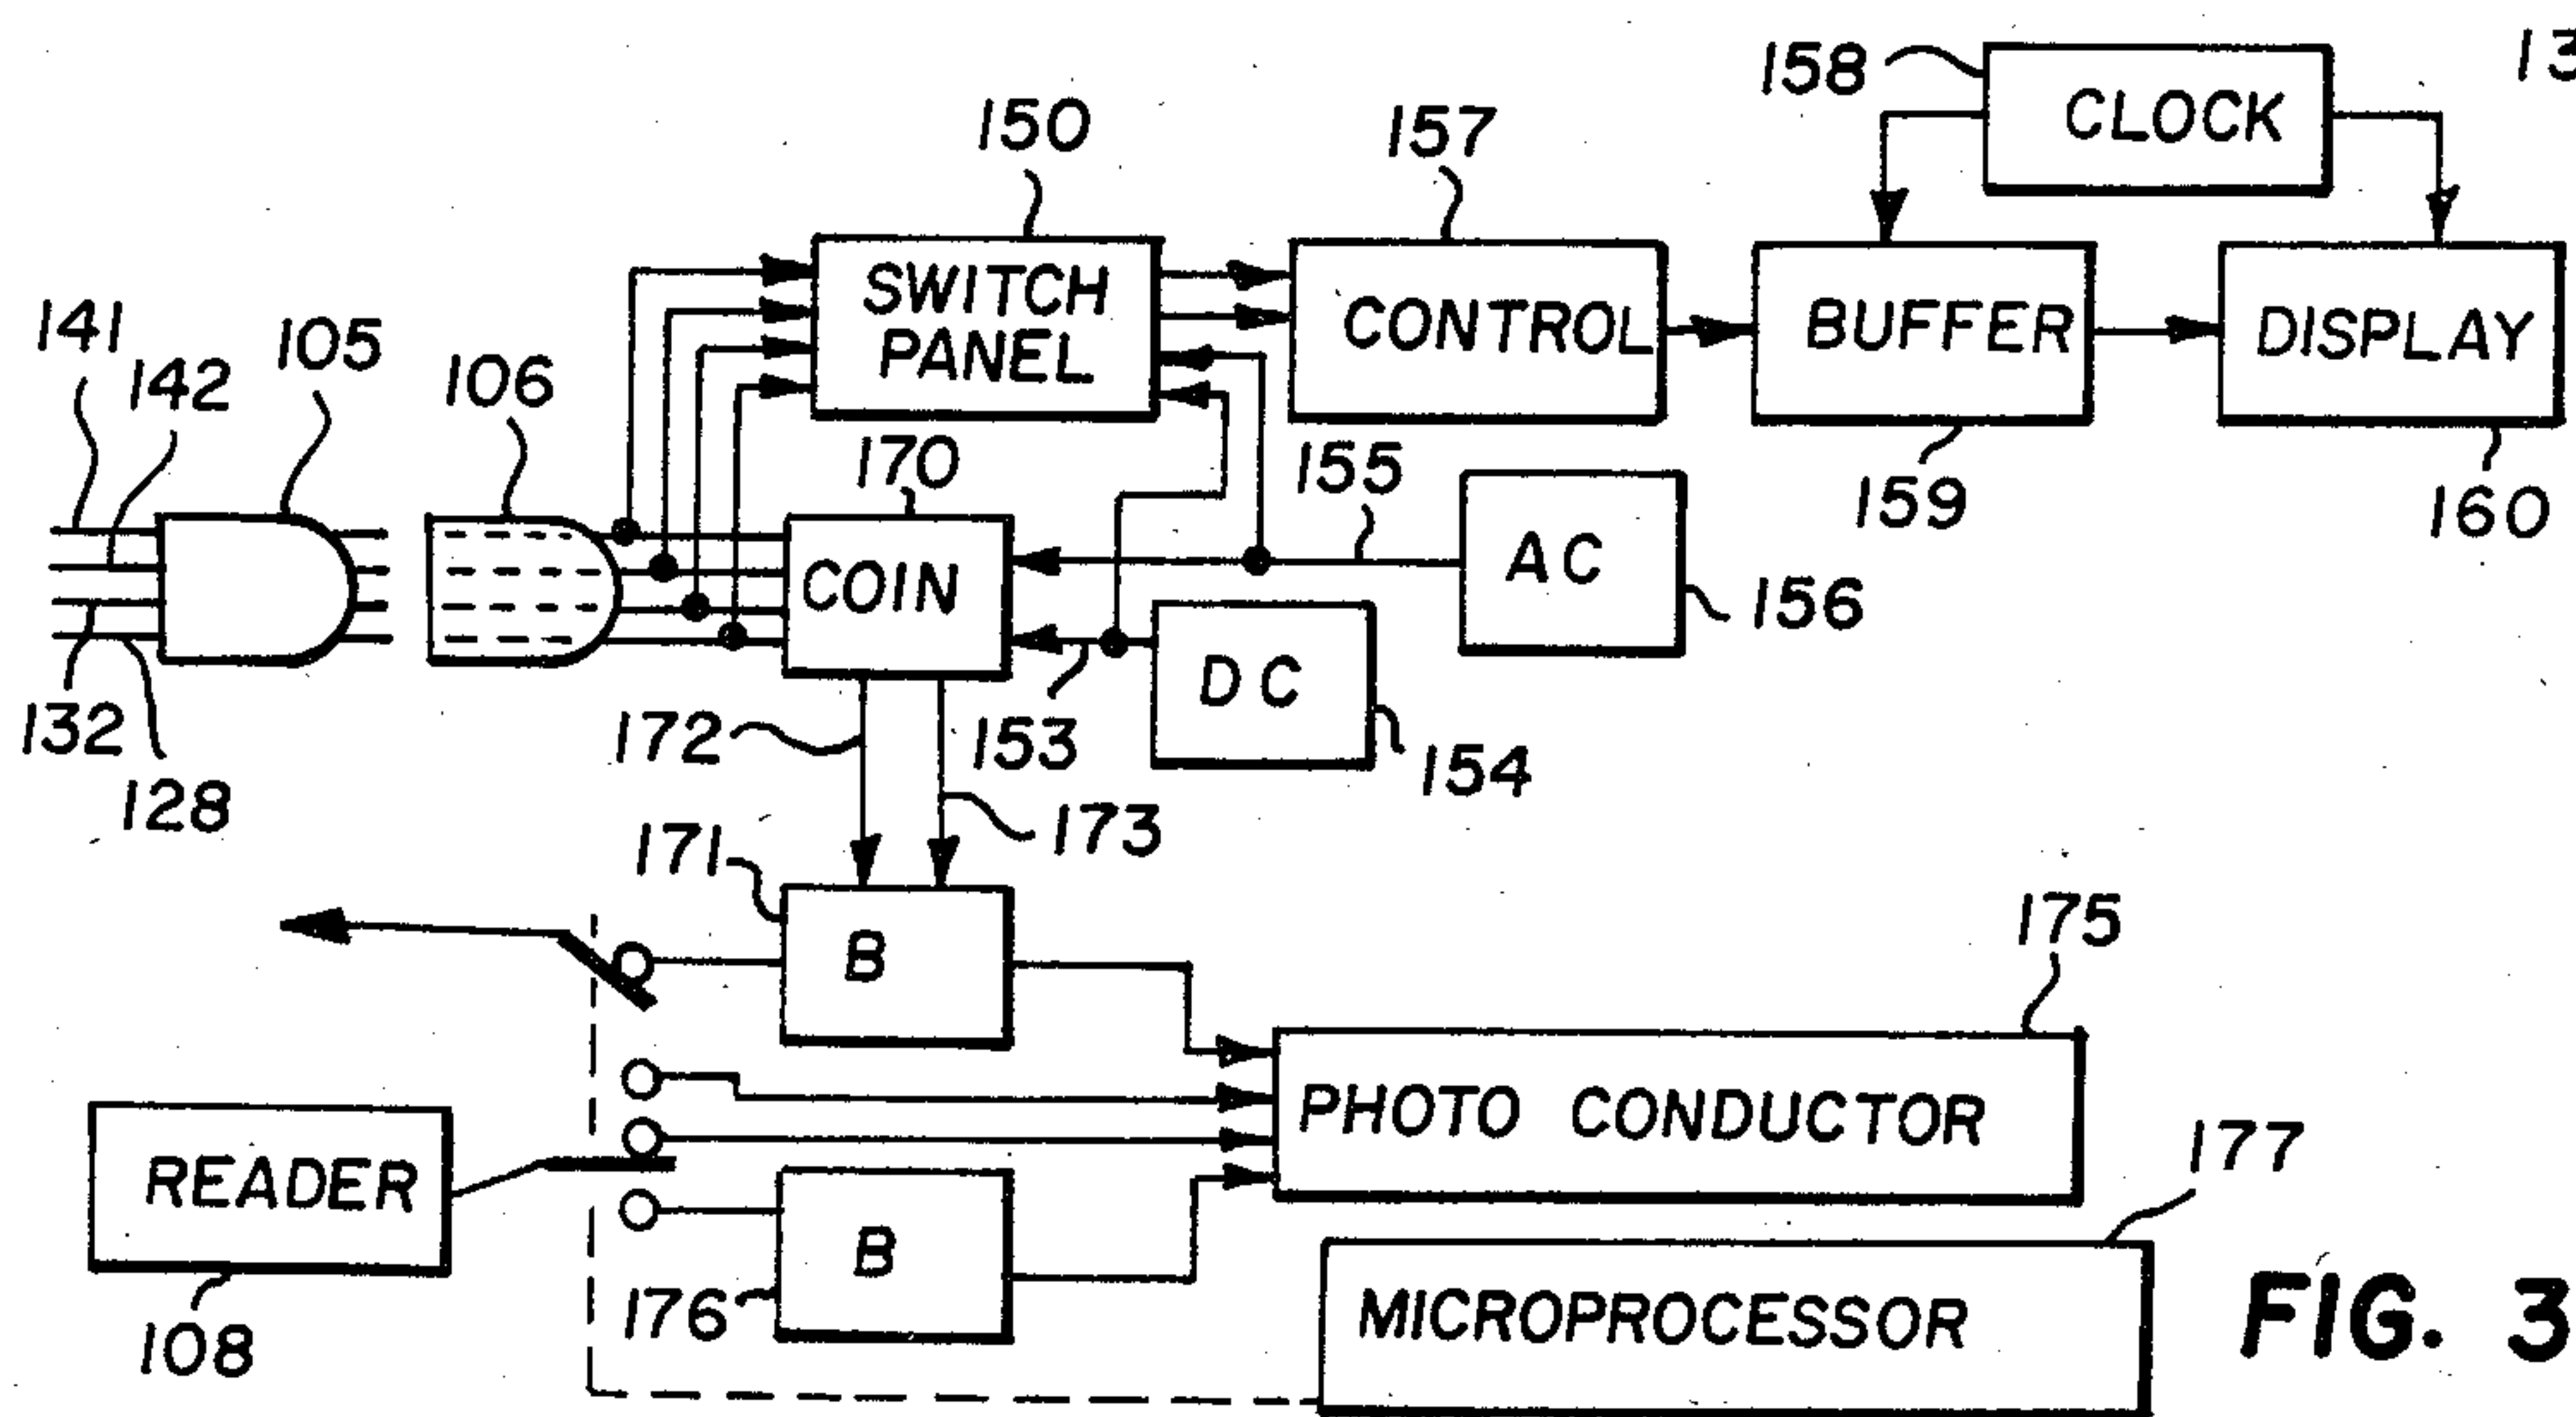 158
CLOCK
13
150
157
SWITCH
PANEL
CONTROL
BUFFER
DISPLAY
141
142
105
106
170
155
159
160
COIN
AC
156
DC
132
128
172
153
154
173
171
B
175
PHOTO CONDUCTOR
READER
177
B
176
MICROPROCESSOR
108
FIG. 3